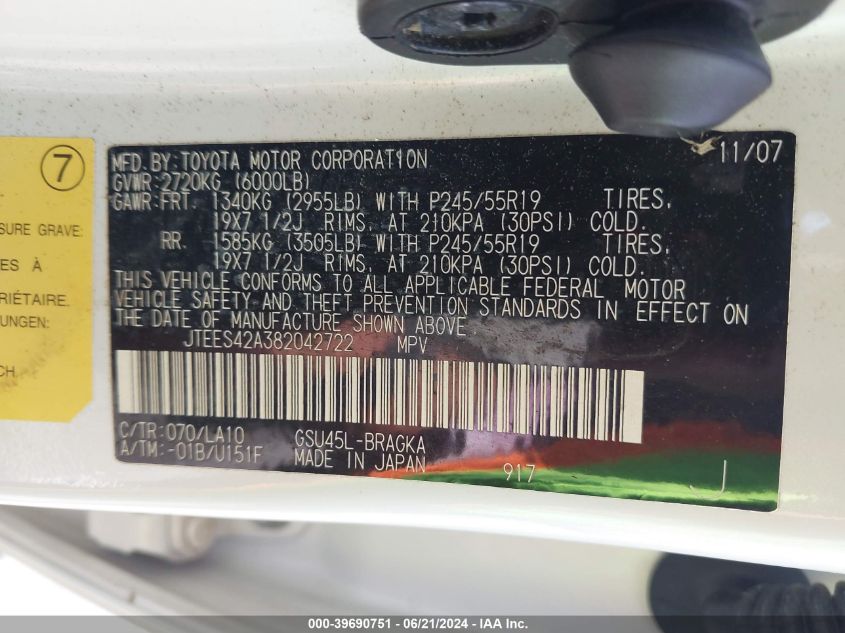 7
SURE GRAVE.
ES À
RIÉTAIRE.
UNGEN:
CH.
11/07
MFD.BY:TOYOTA MOTOR CORPORATION
GVWR:2720KG (6000LB)
GAWR:FRT. 1340KG (2955LB) WITH P245/55R19 TIRES,
19X7 1/2J RIMS, AT 210KPA (30PSI) COLD.
RR. 1585KG (3505LB) WITH P245/55R19 TIRES,
19X7 1/2J RIMS, AT 210KPA (30PSI) COLD.
THIS VEHICLE CONFORMS TO ALL APPLICABLE FEDERAL MOTOR
VEHICLE SAFETY AND THEFT PREVENTION STANDARDS IN EFFECT ON
THE DATE OF MANUFACTURE SHOWN ABOVE.
JTEES42A382042722 MPV
C/TR:070/LA10 GSU45L-BRAGKA
A/TM:-01B/U151F MADE IN JAPAN 917 J
000-39690751 - 06/21/2024 - IAA Inc.